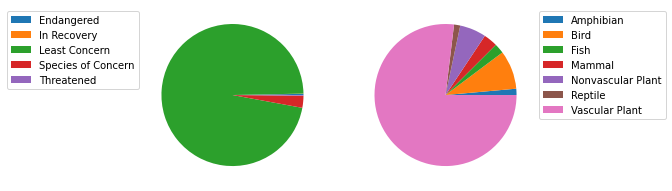 Endangered
In Recovery
Least Concern
Species of Concern
Threatened
Amphibian
Bird
Fish
Mammal
Nonvascular Plant
Reptile
Vascular Plant